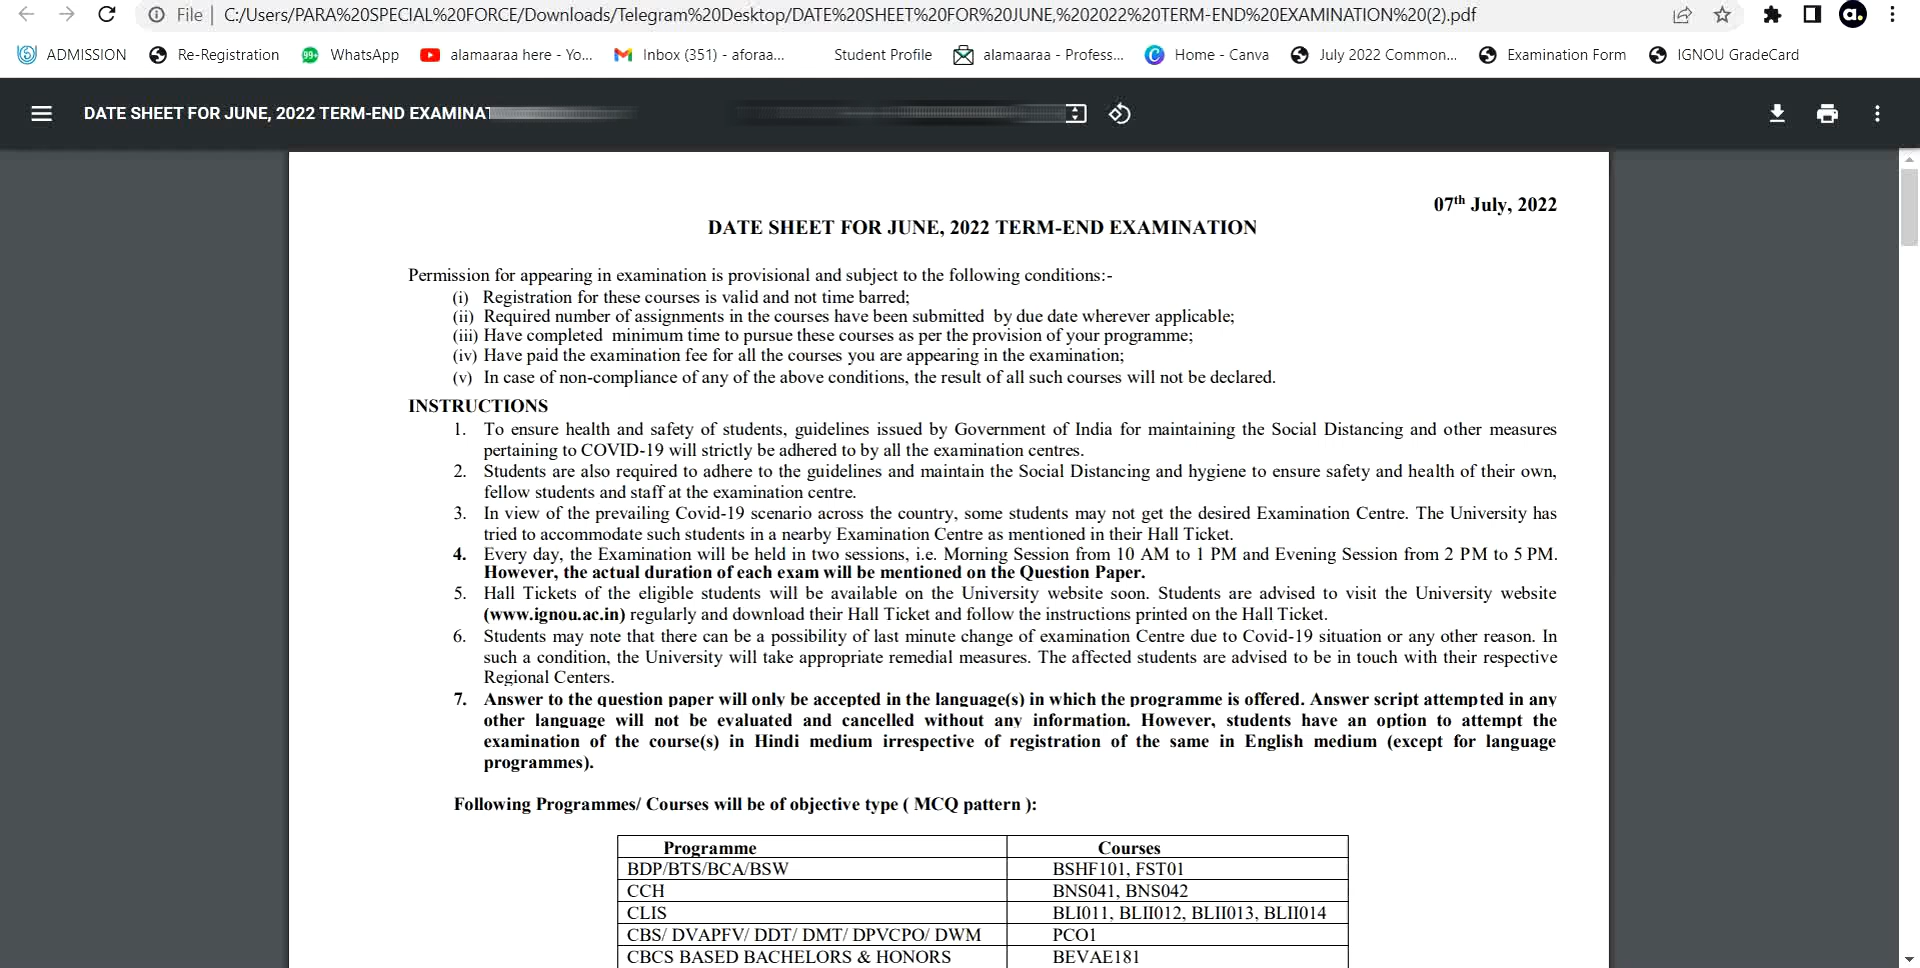 File | C:/Users/PARA%20SPECIAL%20FORCE/Downloads/Telegram%20Desktop/DATE%20SHEET%20FOR%20JUNE,%202022%20TERM-END%20EXAMINATION%20(2).pdf
a.
ADMISSION Re-Registration 99+ WhatsApp alamaaraa here - Yo... Inbox (351) - aforaa... Student Profile alamaaraa - Profess... Home - Canva July 2022 Common... Examination Form IGNOU GradeCard
DATE SHEET FOR JUNE, 2022 TERM-END EXAMINAT
07th July, 2022
DATE SHEET FOR JUNE, 2022 TERM-END EXAMINATION
Permission for appearing in examination is provisional and subject to the following conditions:-
(i) Registration for these courses is valid and not time barred;
(ii) Required number of assignments in the courses have been submitted by due date wherever applicable;
(iii) Have completed minimum time to pursue these courses as per the provision of your programme;
(iv) Have paid the examination fee for all the courses you are appearing in the examination;
(v) In case of non-compliance of any of the above conditions, the result of all such courses will not be declared.
INSTRUCTIONS
1. To ensure health and safety of students, guidelines issued by Government of India for maintaining the Social Distancing and other measures
pertaining to COVID-19 will strictly be adhered to by all the examination centres.
2. Students are also required to adhere to the guidelines and maintain the Social Distancing and hygiene to ensure safety and health of their own,
fellow students and staff at the examination centre.
3. In view of the prevailing Covid-19 scenario across the country, some students may not get the desired Examination Centre. The University has
tried to accommodate such students in a nearby Examination Centre as mentioned in their Hall Ticket.
4. Every day, the Examination will be held in two sessions, i.e. Morning Session from 10 AM to 1 PM and Evening Session from 2 PM to 5 PM.
However, the actual duration of each exam will be mentioned on the Question Paper.
5. Hall Tickets of the eligible students will be available on the University website soon. Students are advised to visit the University website
(www.ignou.ac.in) regularly and download their Hall Ticket and follow the instructions printed on the Hall Ticket.
6. Students may note that there can be a possibility of last minute change of examination Centre due to Covid-19 situation or any other reason. In
such a condition, the University will take appropriate remedial measures. The affected students are advised to be in touch with their respective
Regional Centers.
7. Answer to the question paper will only be accepted in the language(s) in which the programme is offered. Answer script attempted in any
other language will not be evaluated and cancelled without any information. However, students have an option to attempt the
examination of the course(s) in Hindi medium irrespective of registration of the same in English medium (except for language
programmes).
Following Programmes/ Courses will be of objective type ( MCQ pattern ):
Programme Courses
BDP/BTS/BCA/BSW BSHF101, FST01
CCH BNS041, BNS042
CLIS BLI011, BLII012, BLII013, BLII014
CBS/ DVAPFV/ DDT/ DMT/ DPVCPO/ DWM PCO1
CBCS BASED BACHELORS & HONORS BEVAE181